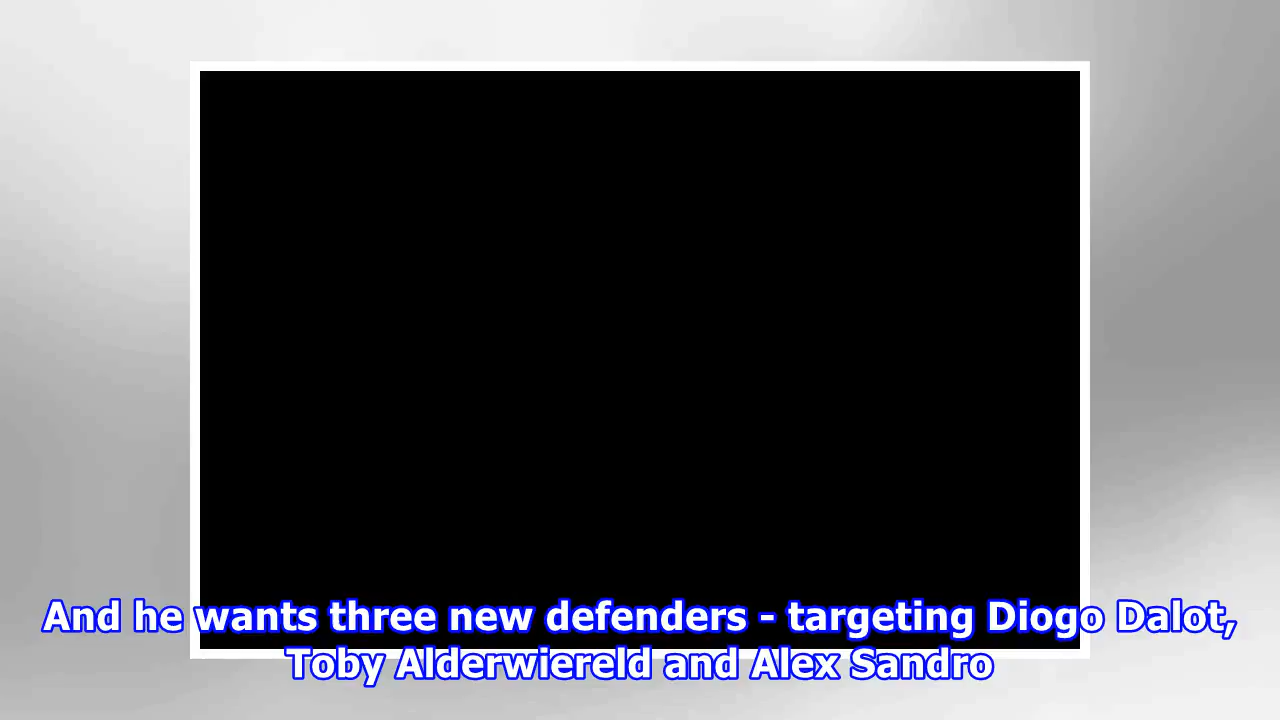 And he wants three new defenders - targeting Diogo Dalot,
Toby Alderwiereld and Alex Sandro